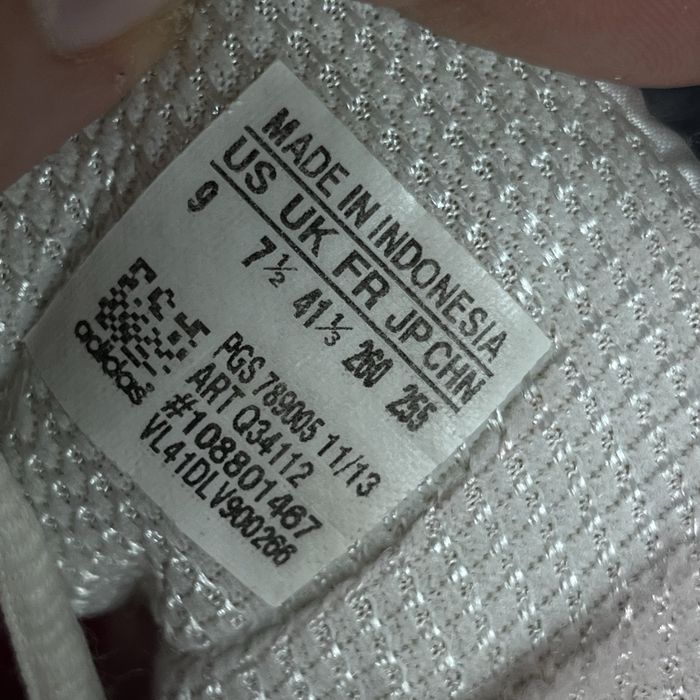 MADE IN INDONESIA
US UK FR JP CHN
9 7½ 41⅓ 260 255
adidas
PGS 789005 11/13
ART Q34112
#108801467
VL41DLV900266